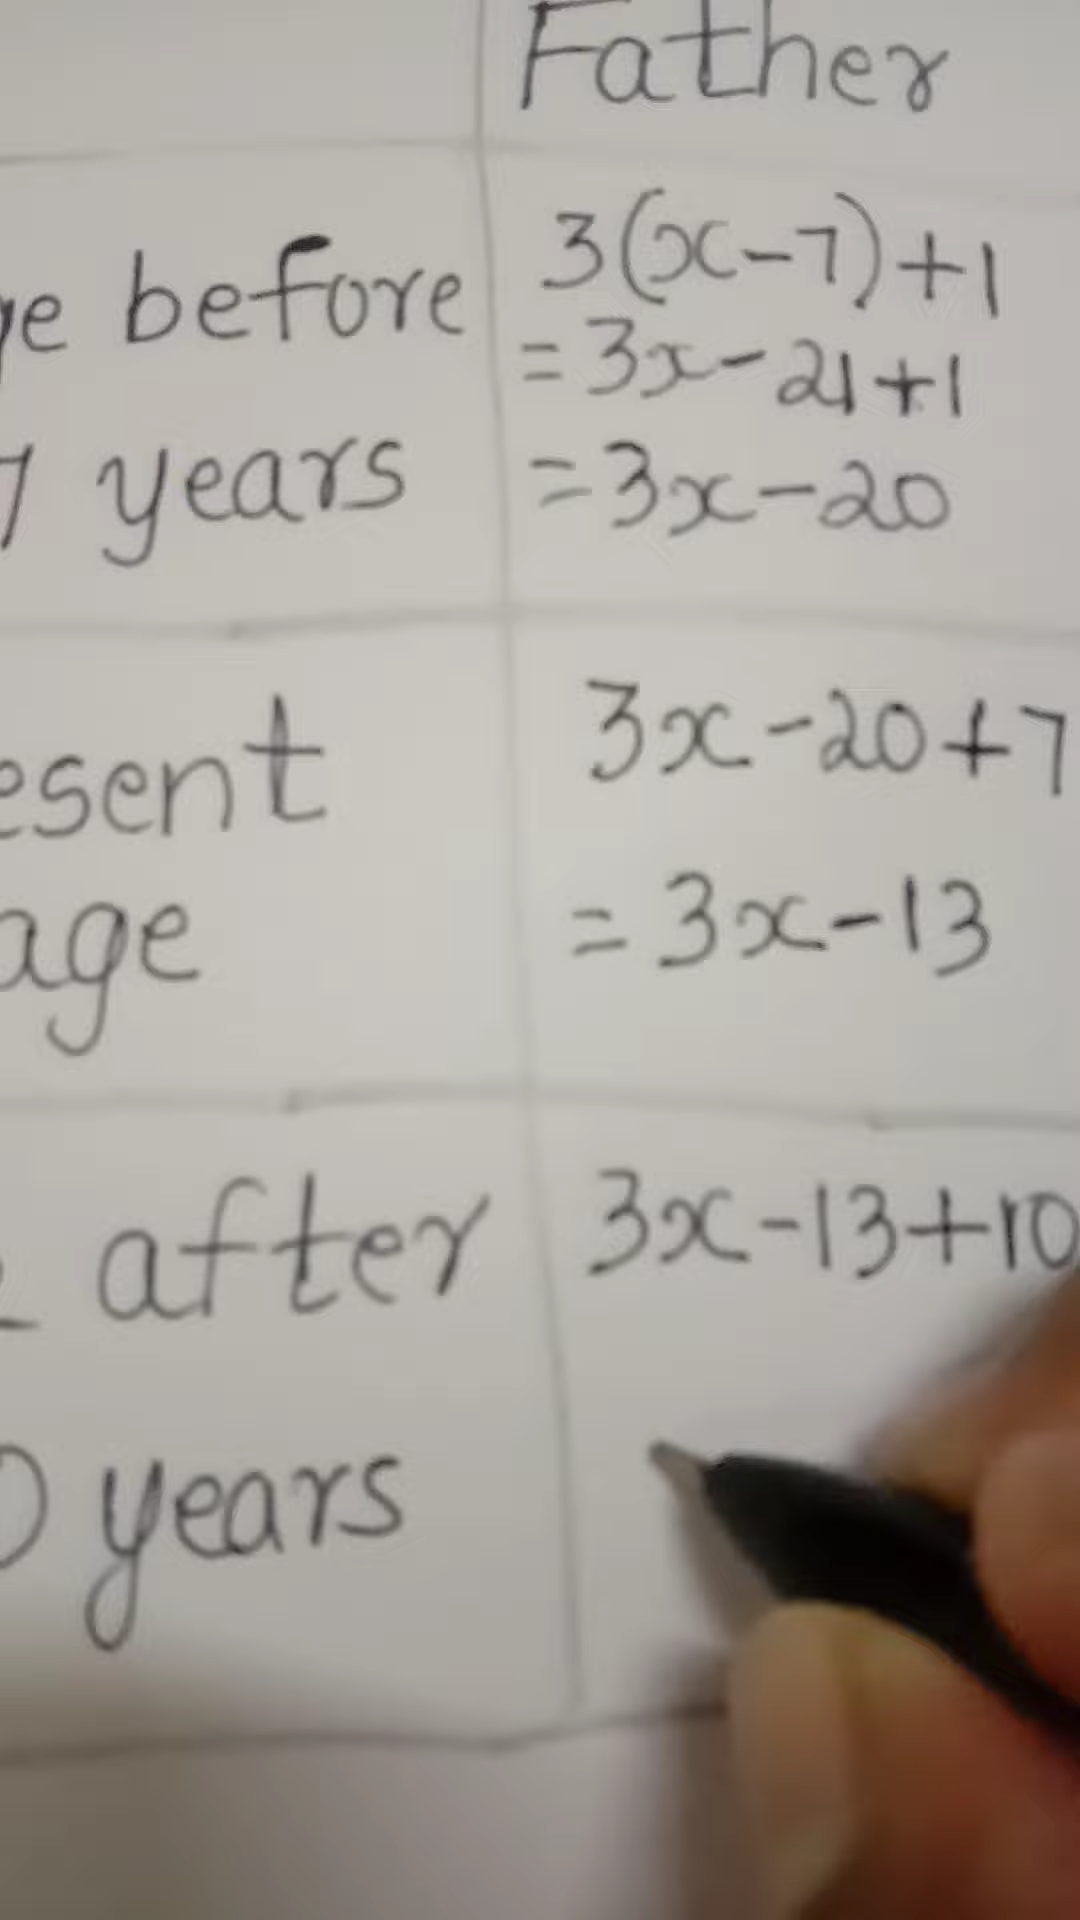 Father
before 3(x-7)+1
= 3x-21+1
years = 3x-20
3x-20+7
age = 3x-13
after 3x-13+10
years